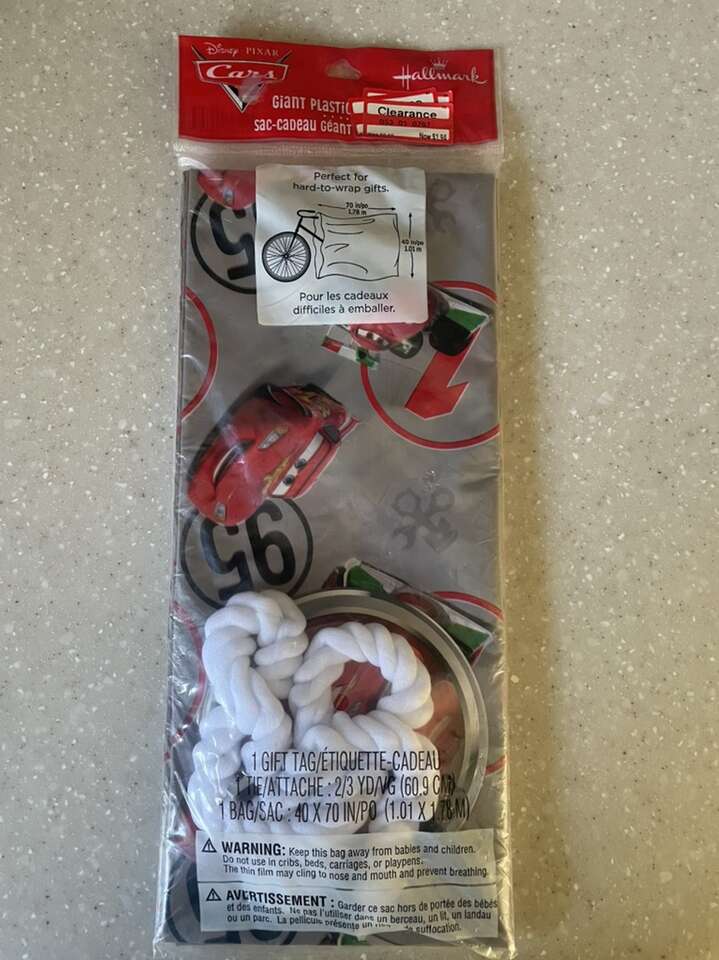 Disney PIXAR
Cars
Hallmark
GIANT PLASTIC
SAC-CADEAU GÉANT
Clearance
Now $1.98
Perfect for
hard-to-wrap gifts.
70 in/po
1.78 m
40 in/po
1.01 m
Pour les cadeaux
difficiles à emballer.
95
1
95
1 GIFT TAG/ÉTIQUETTE-CADEAU
1 TIE/ATTACHE : 2/3 YD/VG (60.9 CM)
1 BAG/SAC : 40 X 70 IN/PO (1.01 X 1.78 M)
⚠ WARNING: Keep this bag away from babies and children.
Do not use in cribs, beds, carriages, or playpens.
The thin film may cling to nose and mouth and prevent breathing.
⚠ AVERTISSEMENT : Garder ce sac hors de portée des bébés
et des enfants. Ne pas l'utiliser dans un berceau, un lit, un landau
ou un parc. La pellicule présente un de suffocation.